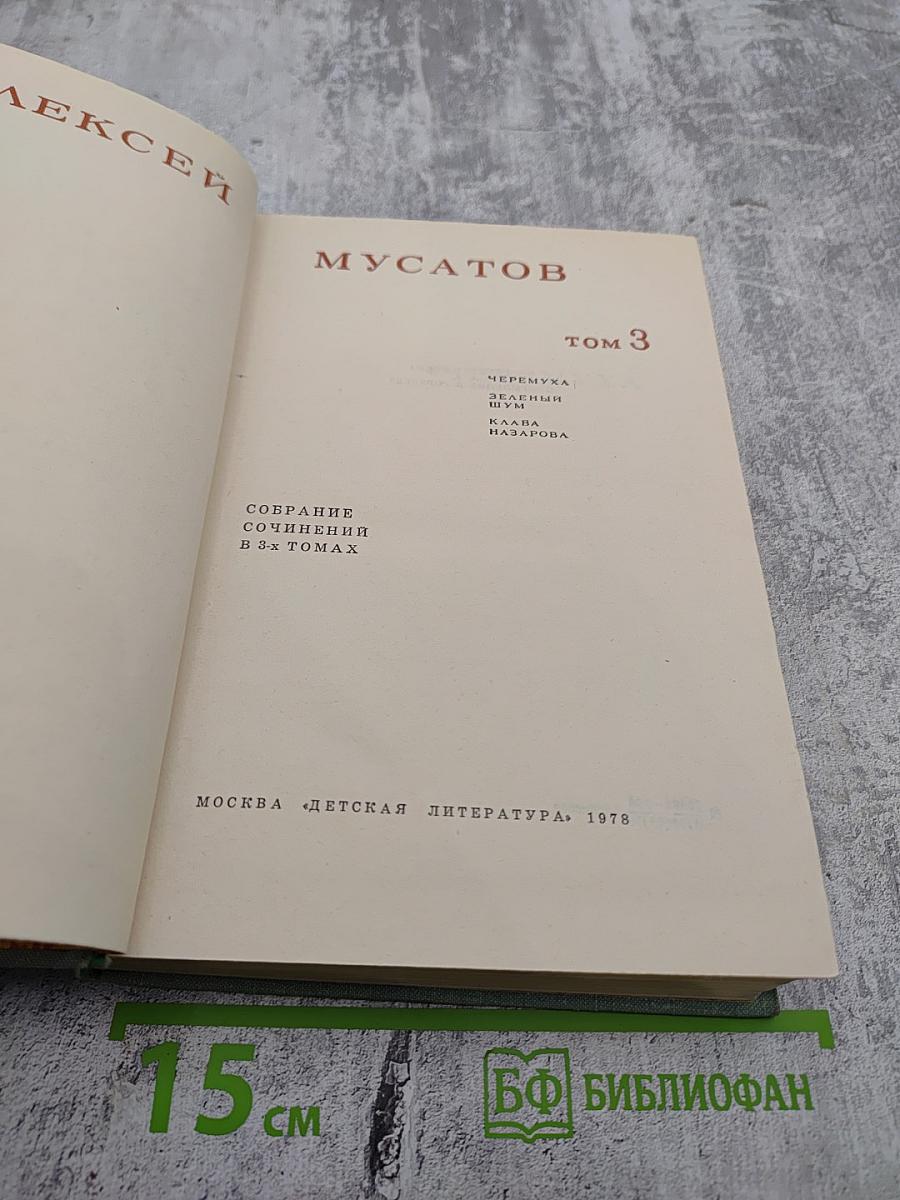 ЛЕКСЕЙ
МУСАТОВ
ТОМ 3
ЧЕРЕМУХА
ЗЕЛЕНЫЙ
ШУМ
КЛАВА
НАЗАРОВА
СОБРАНИЕ
СОЧИНЕНИЙ
В 3-х ТОМАХ
МОСКВА «ДЕТСКАЯ ЛИТЕРАТУРА» 1978
15 СМ
БФ БИБЛИОФАН